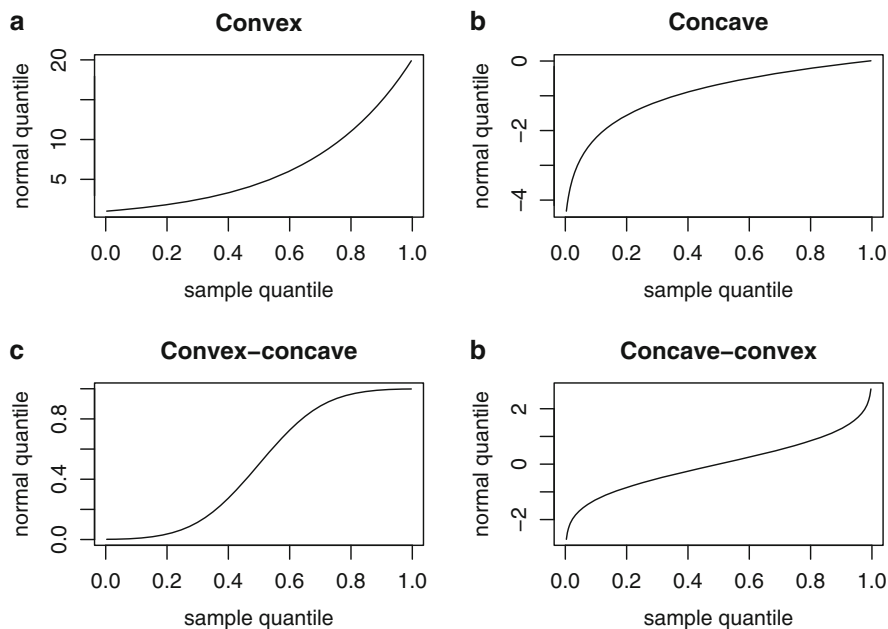 a Convex
normal quantile
20
10
5
0.0 0.2 0.4 0.6 0.8 1.0
sample quantile
b Concave
normal quantile
0
−2
−4
0.0 0.2 0.4 0.6 0.8 1.0
sample quantile
c Convex−concave
normal quantile
0.8
0.4
0.0
0.0 0.2 0.4 0.6 0.8 1.0
sample quantile
b Concave−convex
normal quantile
2
0
−2
0.0 0.2 0.4 0.6 0.8 1.0
sample quantile